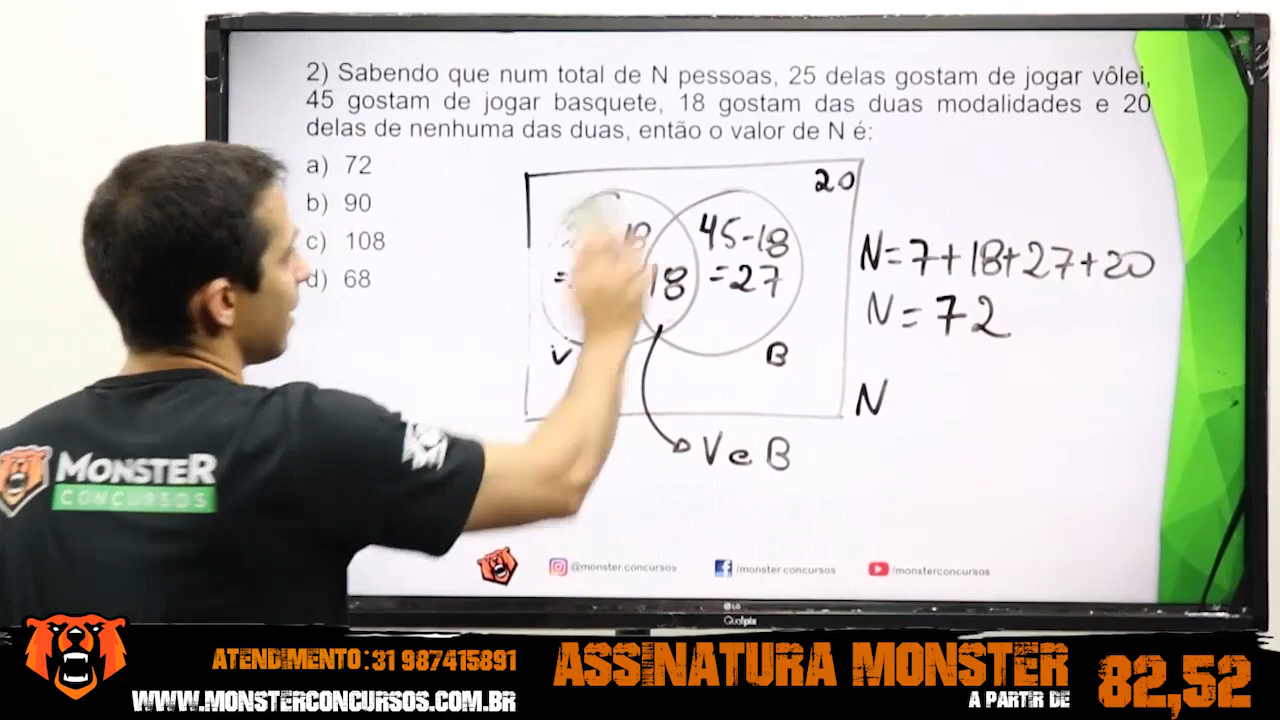 2) Sabendo que num total de N pessoas, 25 delas gostam de jogar vôlei,
45 gostam de jogar basquete, 18 gostam das duas modalidades e 20
delas de nenhuma das duas, então o valor de N é:
a) 72
b) 90
c) 108
d) 68
20
18
45-18
=
18
=27
V
B
N=7+18+27+20
N=72
N
V e B
MONSTER
CONCURSOS
@monster.concursos
/monster.concursos
/monsterconcursos
LG
Qualipix
ATENDIMENTO: 31 987415891
WWW.MONSTERCONCURSOS.COM.BR
ASSINATURA MONSTER
A PARTIR DE
82,52